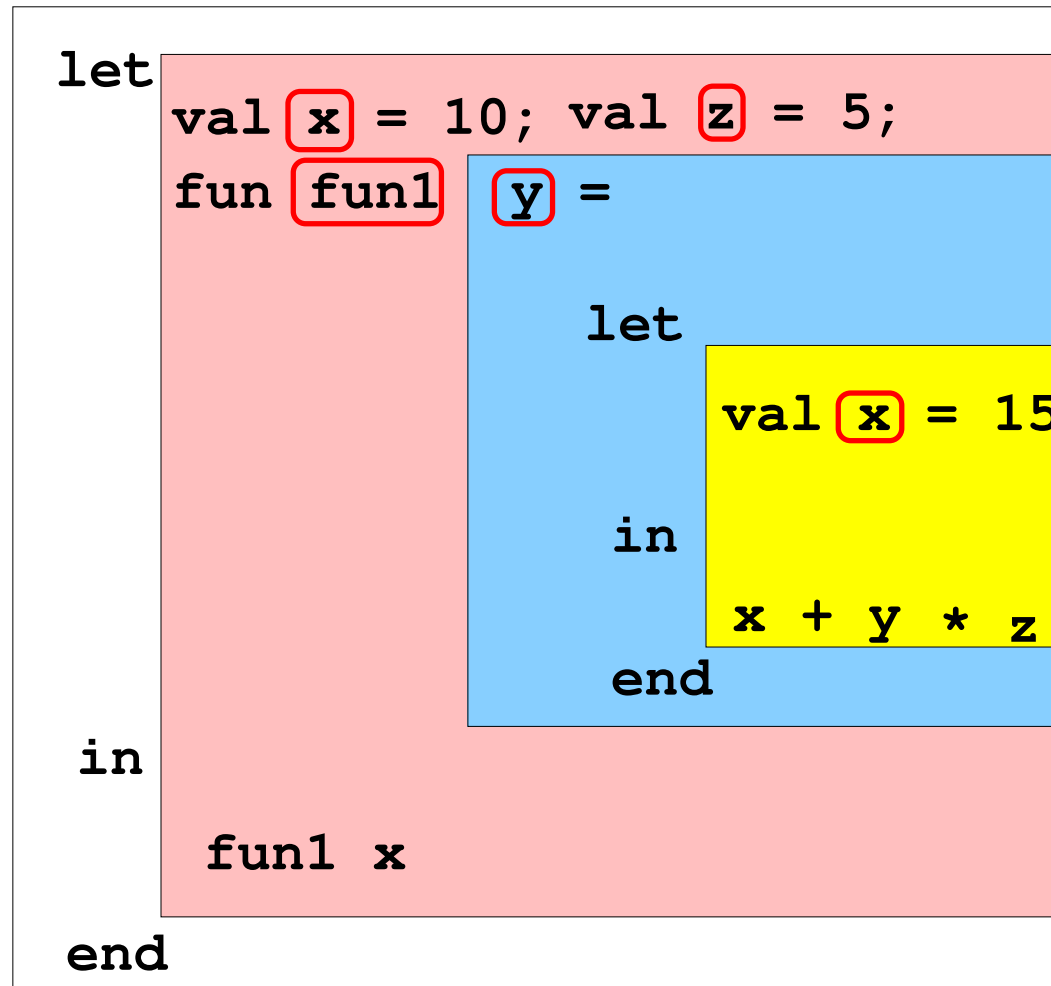 let
val x = 10; val z = 5;
fun fun1 y =
let
val x = 15
in
x + y * z
end
in
fun1 x
end